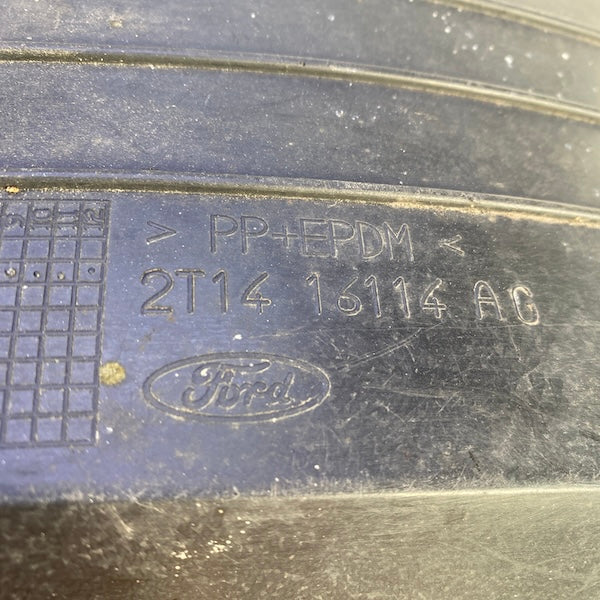 > PP+EPDM <
2T14 16114 AG
Ford